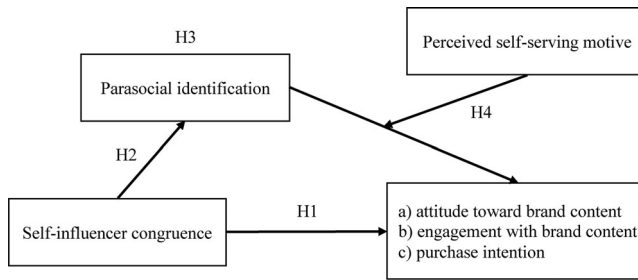 H3
Perceived self-serving motive
Parasocial identification
H4
H2
H1
Self-influencer congruence
a) attitude toward brand content
b) engagement with brand content
c) purchase intention